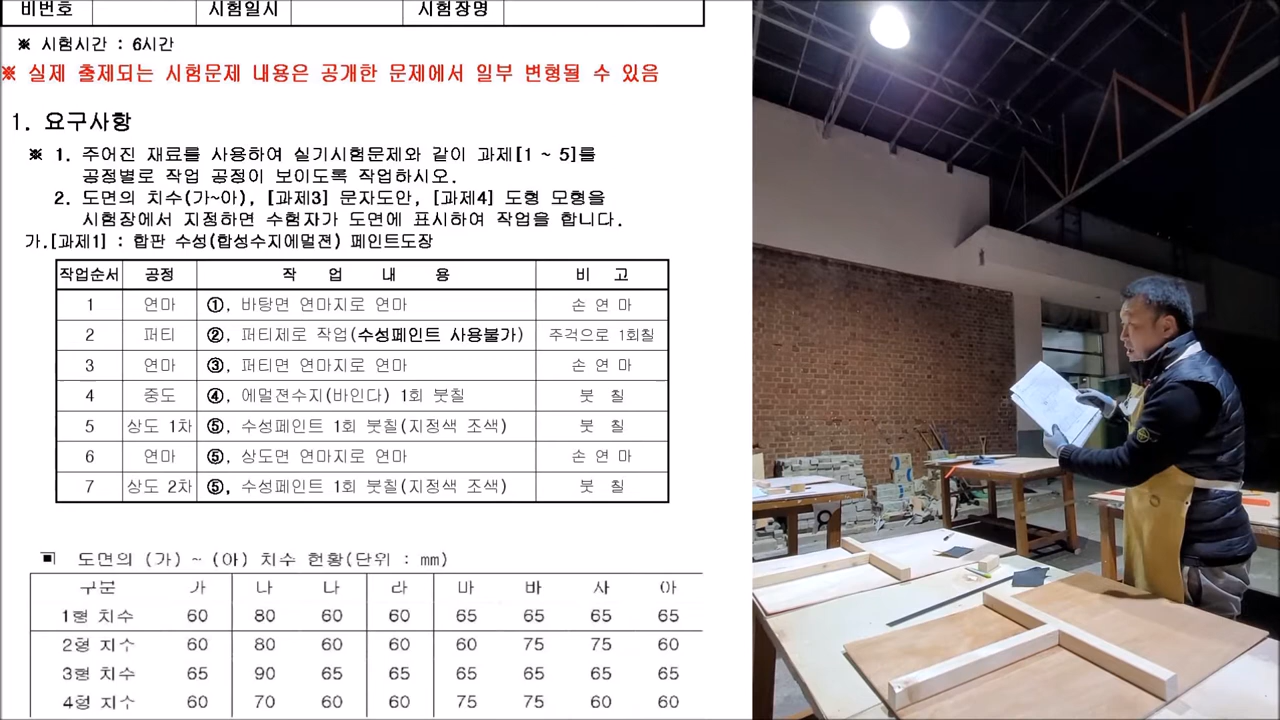 비번호 시험일시 시험장명
※ 시험시간 : 6시간
※ 실제 출제되는 시험문제 내용은 공개한 문제에서 일부 변형될 수 있음
1. 요구사항
※ 1. 주어진 재료를 사용하여 실기시험문제와 같이 과제[1 ~ 5]를
공정별로 작업 공정이 보이도록 작업하시오.
2. 도면의 치수(가~아), [과제3] 문자도안, [과제4] 도형 모형을
시험장에서 지정하면 수험자가 도면에 표시하여 작업을 합니다.
가.[과제1] : 합판 수성(합성수지에멀젼) 페인트도장
작업순서 공정 작 업 내 용 비 고
1 연마 ①, 바탕면 연마지로 연마 손 연 마
2 퍼티 ②, 퍼티제로 작업(수성페인트 사용불가) 주걱으로 1회칠
3 연마 ③, 퍼티면 연마지로 연마 손 연 마
4 중도 ④, 에멀젼수지(바인다) 1회 붓칠 붓 칠
5 상도 1차 ⑤, 수성페인트 1회 붓칠(지정색 조색) 붓 칠
6 연마 ⑤, 상도면 연마지로 연마 손 연 마
7 상도 2차 ⑤, 수성페인트 1회 붓칠(지정색 조색) 붓 칠
▣ 도면의 (가) ~ (아) 치수 현황(단위 : mm)
구분 가 나 나 라 마 바 사 아
1형 치수 60 80 60 60 65 65 65 65
2형 치수 60 80 60 60 60 75 75 60
3형 치수 65 90 65 65 65 65 65 65
4형 치수 60 70 60 60 75 75 60 60